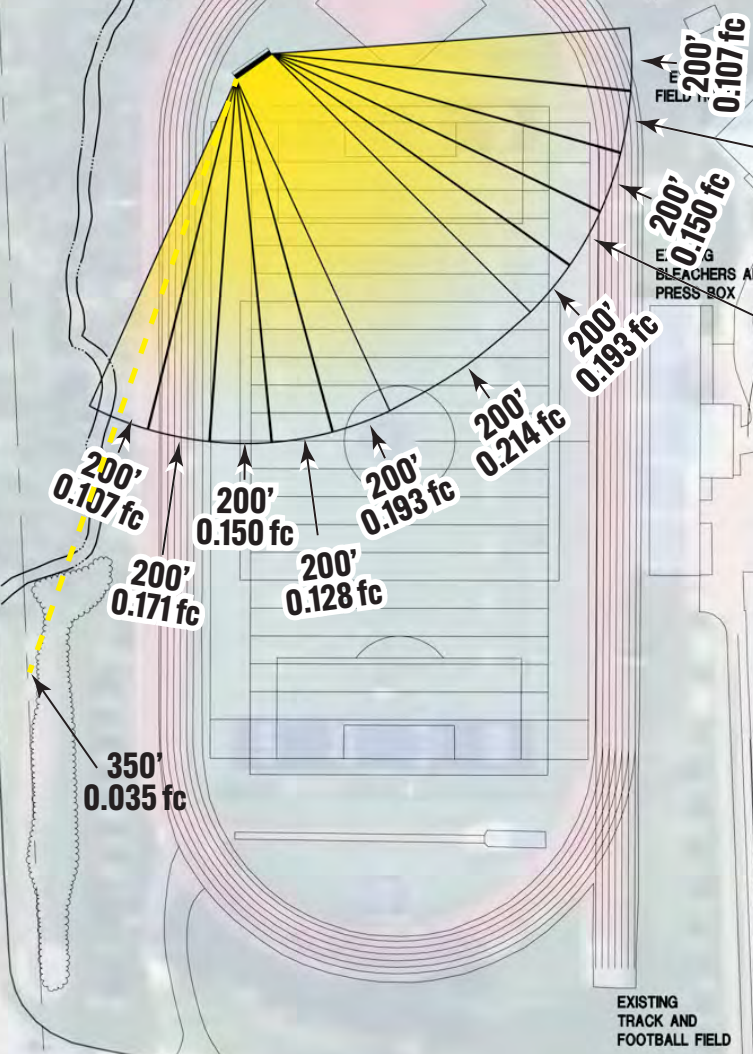 200’
0.107 fc
FIELD
200’
0.150 fc
BLEACHERS
PRESS BOX
200’
0.193 fc
200’
0.214 fc
200’
0.193 fc
200’
0.128 fc
200’
0.150 fc
200’
0.171 fc
200’
0.107 fc
350’
0.035 fc
EXISTING
TRACK AND
FOOTBALL FIELD